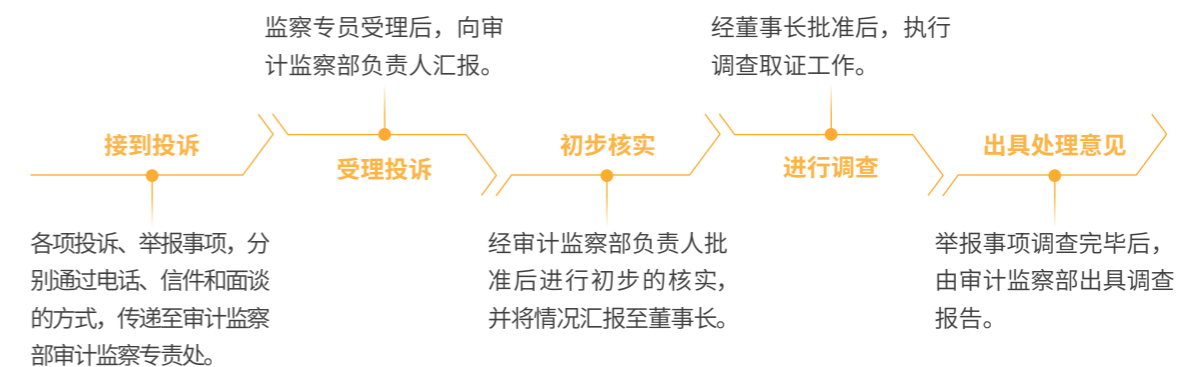 接到投诉
各项投诉、举报事项，分
别通过电话、信件和面谈
的方式，传递至审计监察
部审计监察专责处。
监察专员受理后，向审
计监察部负责人汇报。
受理投诉
初步核实
经审计监察部负责人批
准后进行初步的核实，
并将情况汇报至董事长。
经董事长批准后，执行
调查取证工作。
进行调查
出具处理意见
举报事项调查完毕后，
由审计监察部出具调查
报告。